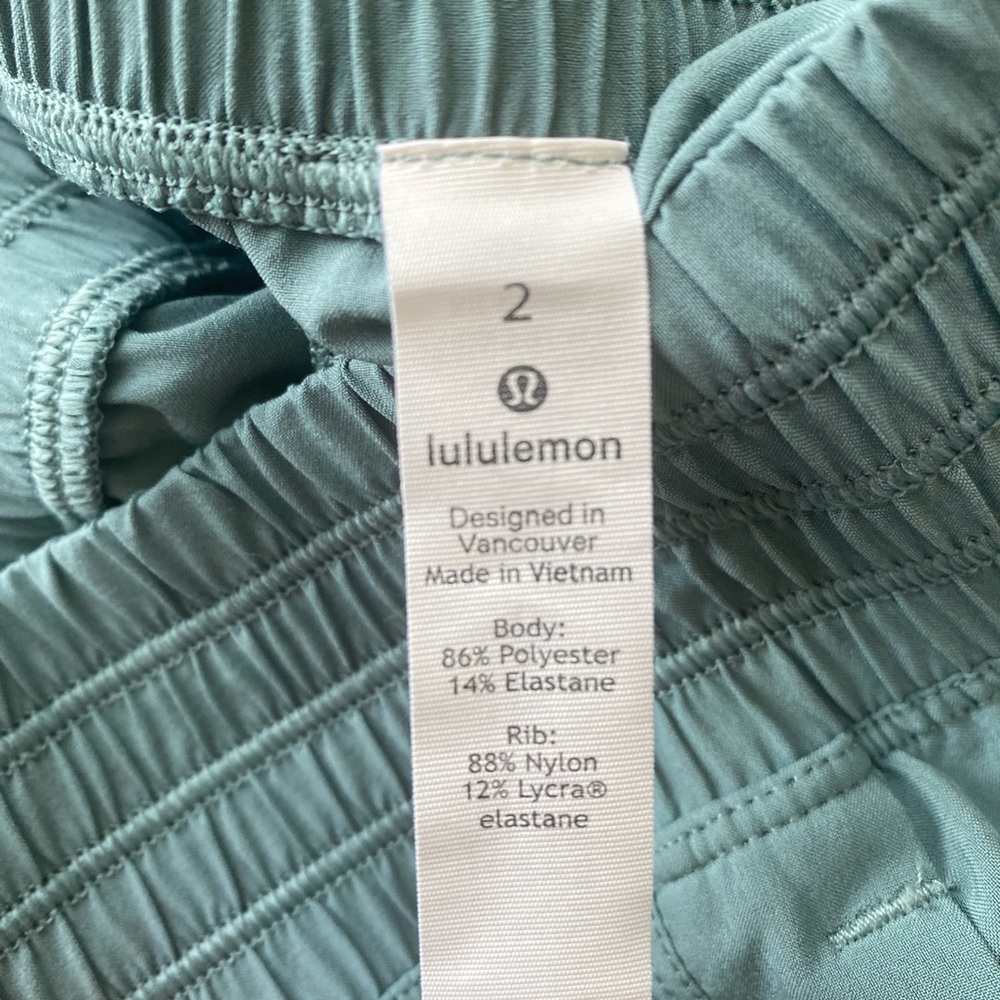 2
lululemon
Designed in
Vancouver
Made in Vietnam
Body:
86% Polyester
14% Elastane
Rib:
88% Nylon
12% Lycra®
elastane